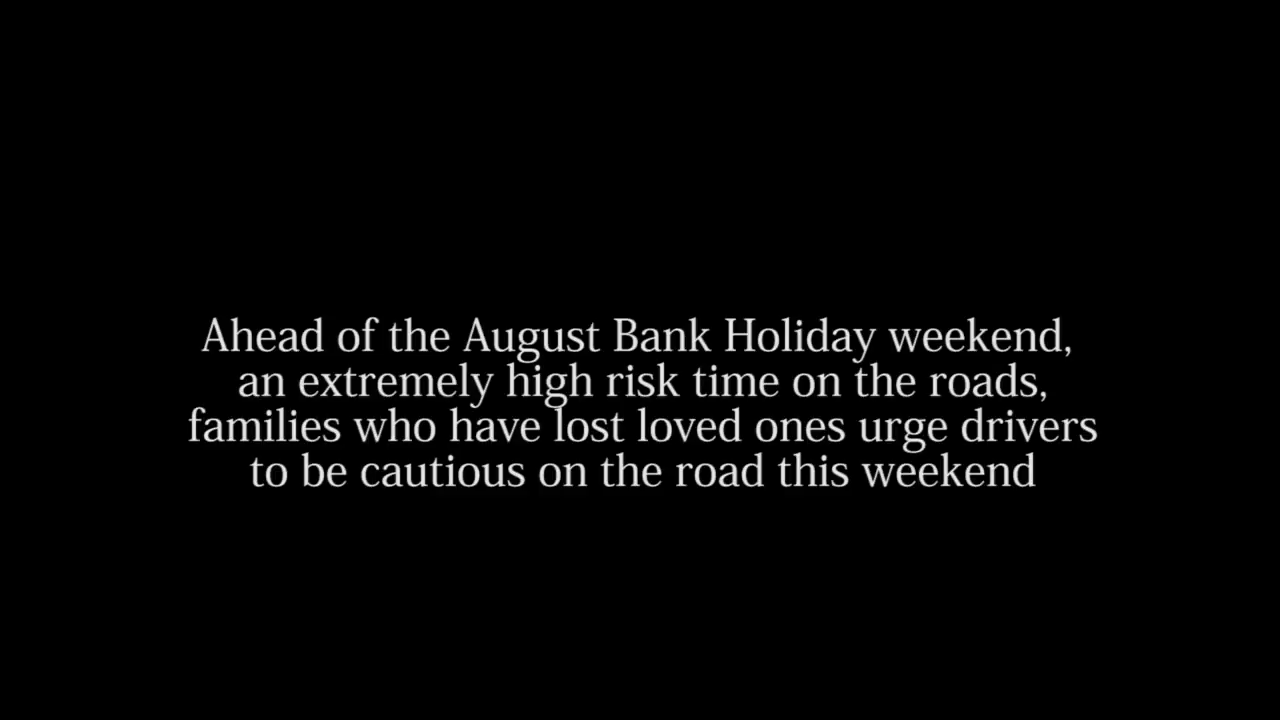 Ahead of the August Bank Holiday weekend,
an extremely high risk time on the roads,
families who have lost loved ones urge drivers
to be cautious on the road this weekend